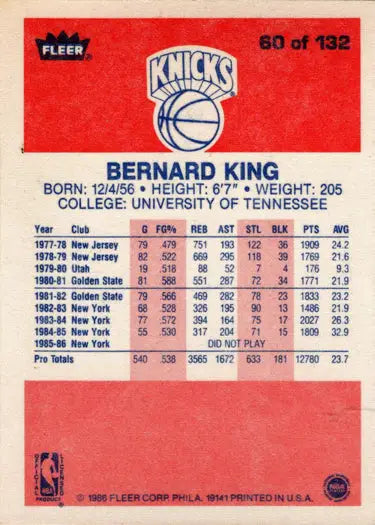 FLEER®
60 of 132
KNICKS
BERNARD KING
BORN: 12/4/56 • HEIGHT: 6'7" • WEIGHT: 205
COLLEGE: UNIVERSITY OF TENNESSEE
Year Club G FG% REB AST STL BLK PTS AVG
1977-78 New Jersey 79 .479 751 193 122 36 1909 24.2
1978-79 New Jersey 82 .522 669 295 118 39 1769 21.6
1979-80 Utah 19 .518 88 52 7 4 176 9.3
1980-81 Golden State 81 .588 551 287 72 34 1771 21.9
1981-82 Golden State 79 .566 469 282 78 23 1833 23.2
1982-83 New York 68 .528 326 195 90 13 1486 21.9
1983-84 New York 77 .572 394 164 75 17 2027 26.3
1984-85 New York 55 .530 317 204 71 15 1809 32.9
1985-86 New York DID NOT PLAY
Pro Totals 540 .538 3565 1672 633 181 12780 23.7
OFFICIAL LICENSED
NBA
PRODUCT
NBA
© 1986 FLEER CORP. PHILA. 19141 PRINTED IN U.S.A.